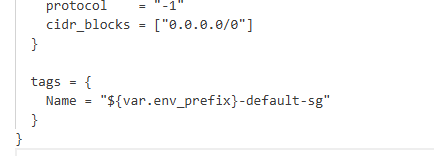 protocol    = "-1"
    cidr_blocks = ["0.0.0.0/0"]
  }

  tags = {
    Name = "${var.env_prefix}-default-sg"
  }
}